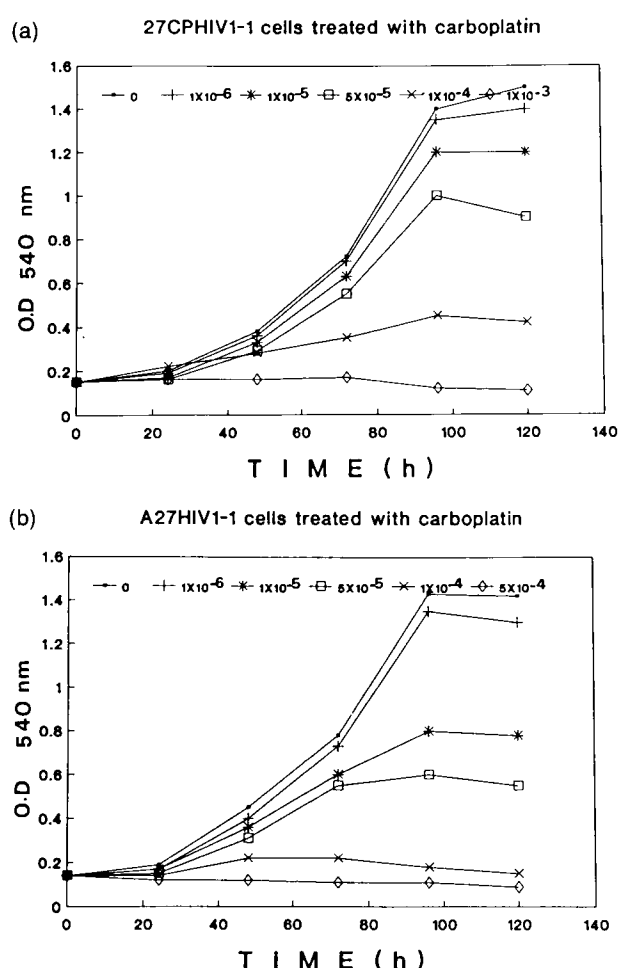 (a) 27CPHIV1-1 cells treated with carboplatin
1.6
0 1X10-6 1X10-5 5X10-5 1X10-4 1X10-3
1.4
1.2
1
0.8
0.6
0.4
0.2
0
O.D 540 nm
0 20 40 60 80 100 120 140
T I M E (h)
(b) A27HIV1-1 cells treated with carboplatin
1.6
0 1X10-6 1X10-5 5X10-5 1X10-4 5X10-4
1.4
1.2
1
0.8
0.6
0.4
0.2
0
O.D 540 nm
0 20 40 60 80 100 120 140
T I M E (h)